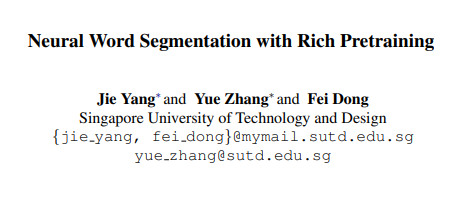 Neural Word Segmentation with Rich Pretraining
Jie Yang* and Yue Zhang* and Fei Dong
Singapore University of Technology and Design
{jie_yang, fei_dong}@mymail.sutd.edu.sg
yue_zhang@sutd.edu.sg